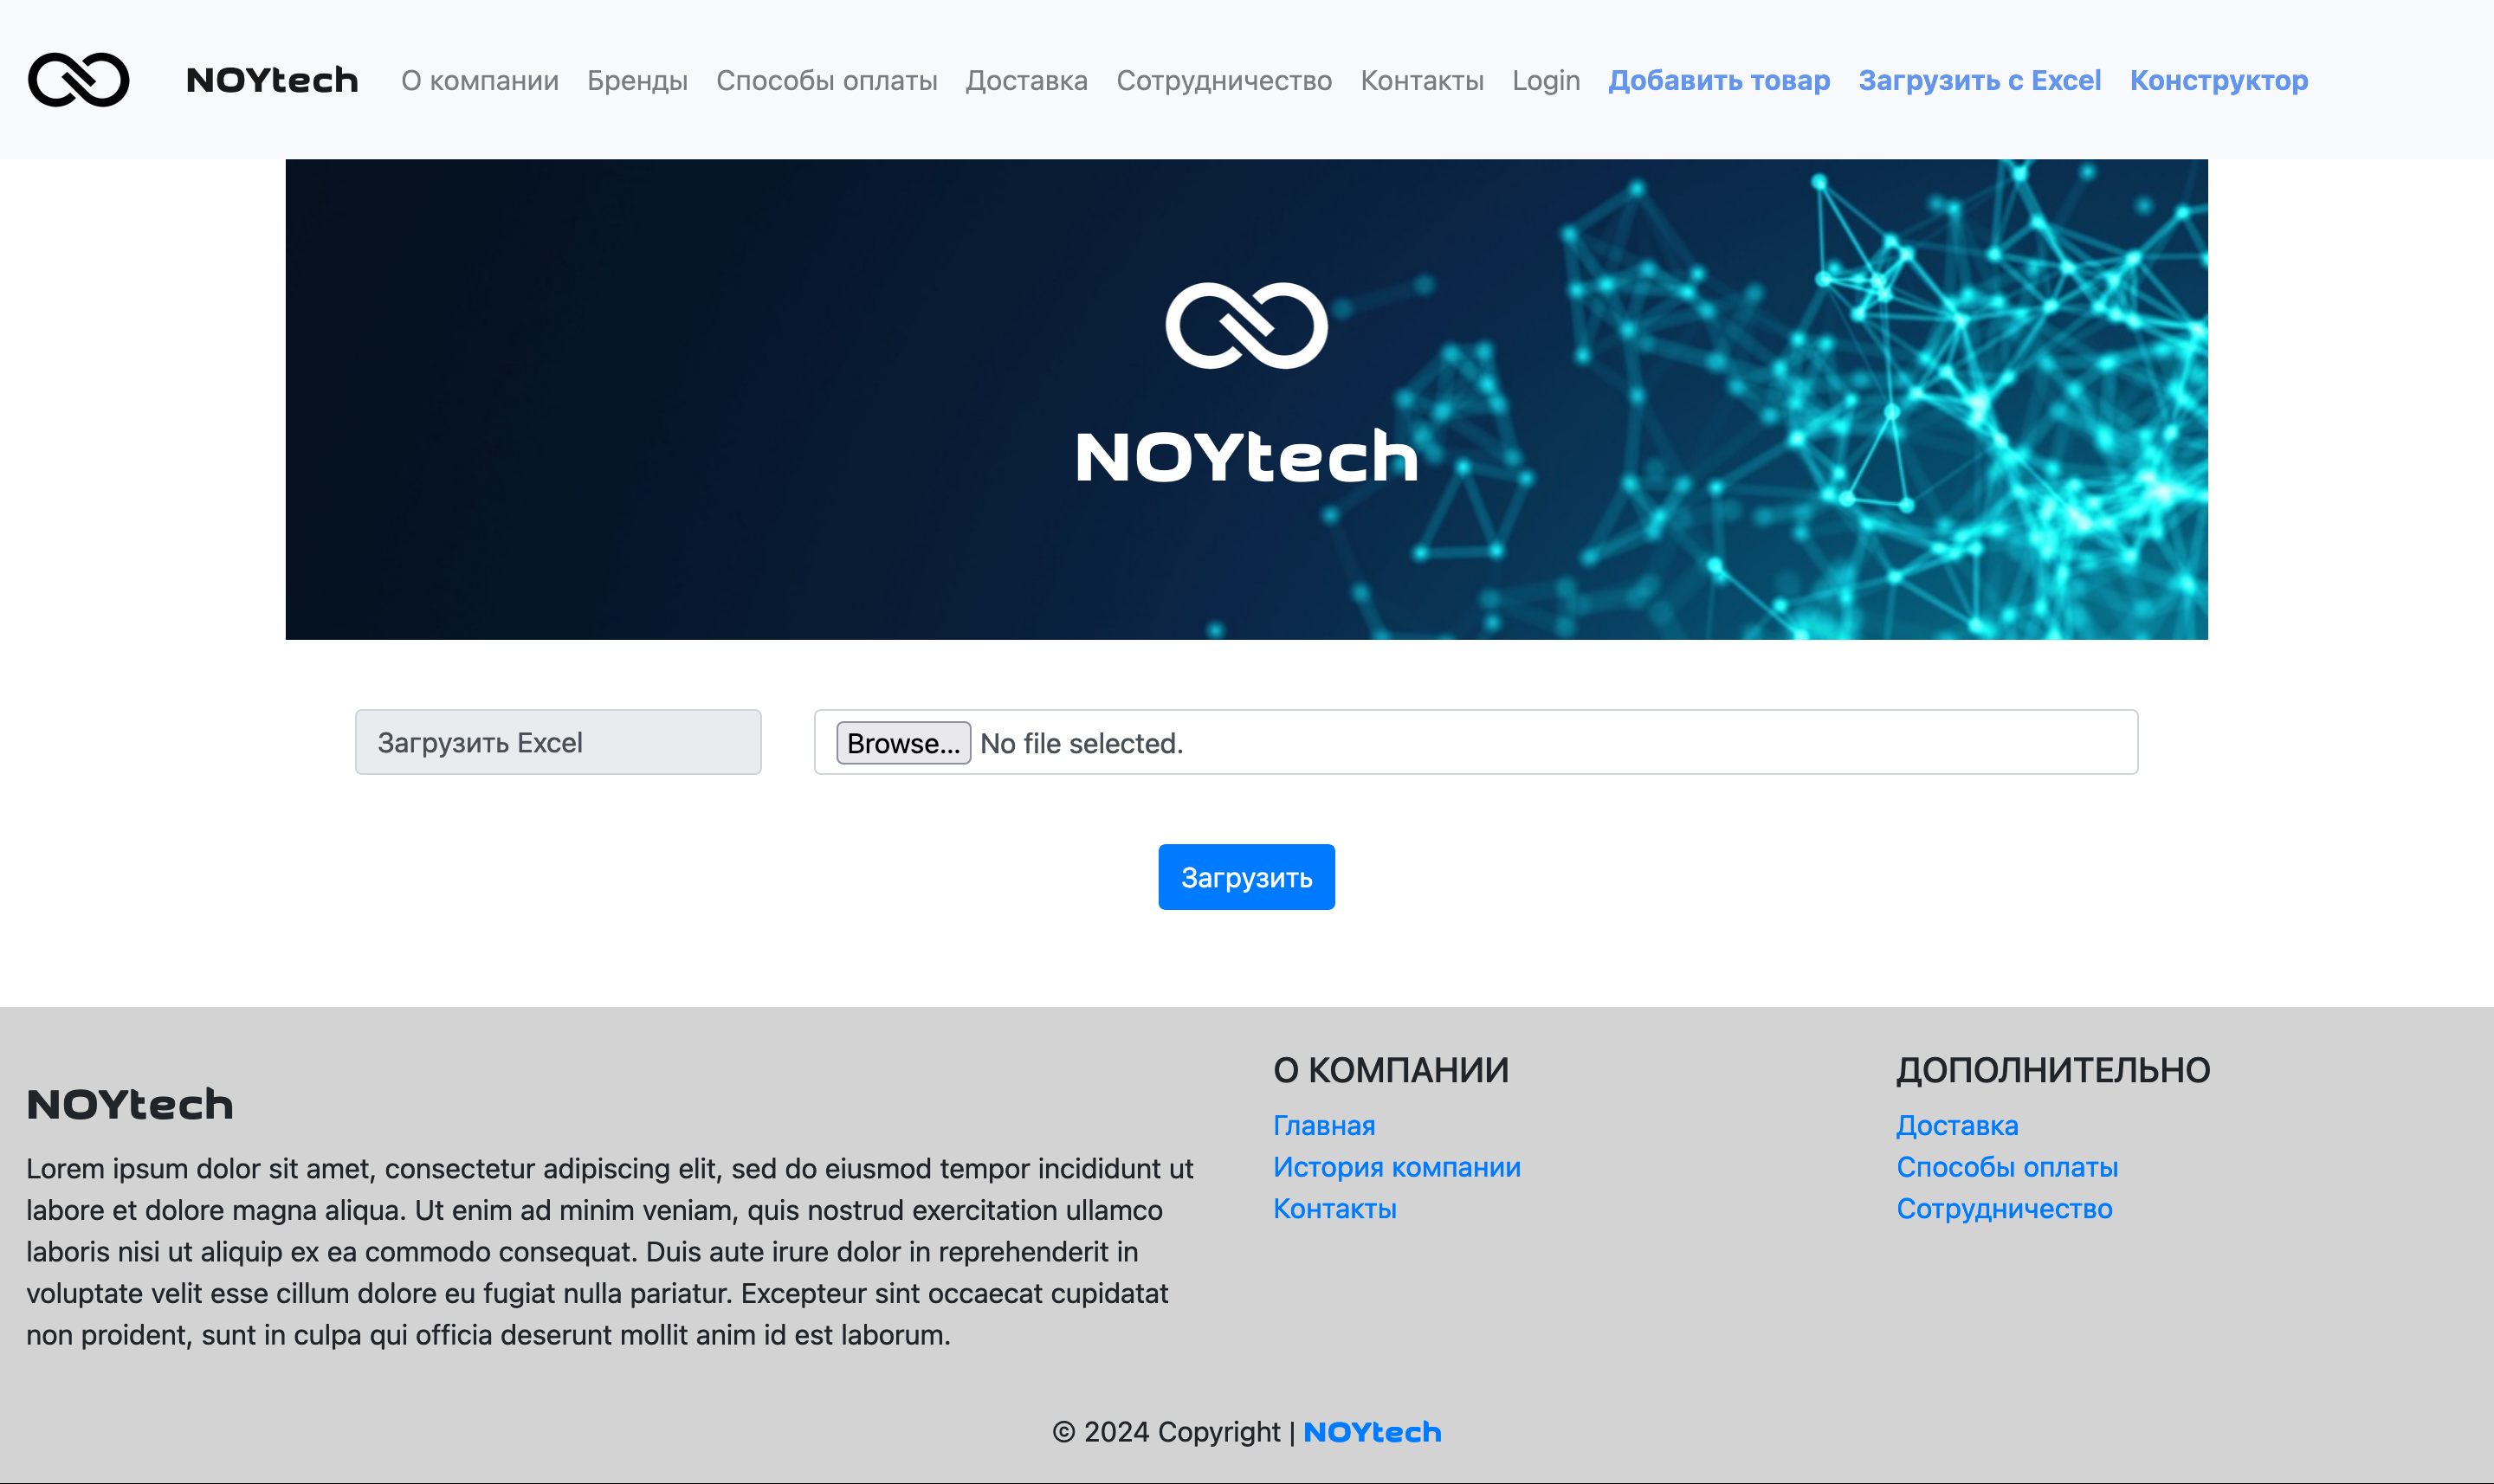 NOYtech О компании Бренды Способы оплаты Доставка Сотрудничество Контакты Login Добавить товар Загрузить с Excel Конструктор
NOYtech
Загрузить Excel
Browse... No file selected.
Загрузить
NOYtech
Lorem ipsum dolor sit amet, consectetur adipiscing elit, sed do eiusmod tempor incididunt ut
labore et dolore magna aliqua. Ut enim ad minim veniam, quis nostrud exercitation ullamco
laboris nisi ut aliquip ex ea commodo consequat. Duis aute irure dolor in reprehenderit in
voluptate velit esse cillum dolore eu fugiat nulla pariatur. Excepteur sint occaecat cupidatat
non proident, sunt in culpa qui officia deserunt mollit anim id est laborum.
О КОМПАНИИ
Главная
История компании
Контакты
ДОПОЛНИТЕЛЬНО
Доставка
Способы оплаты
Сотрудничество
© 2024 Copyright | NOYtech